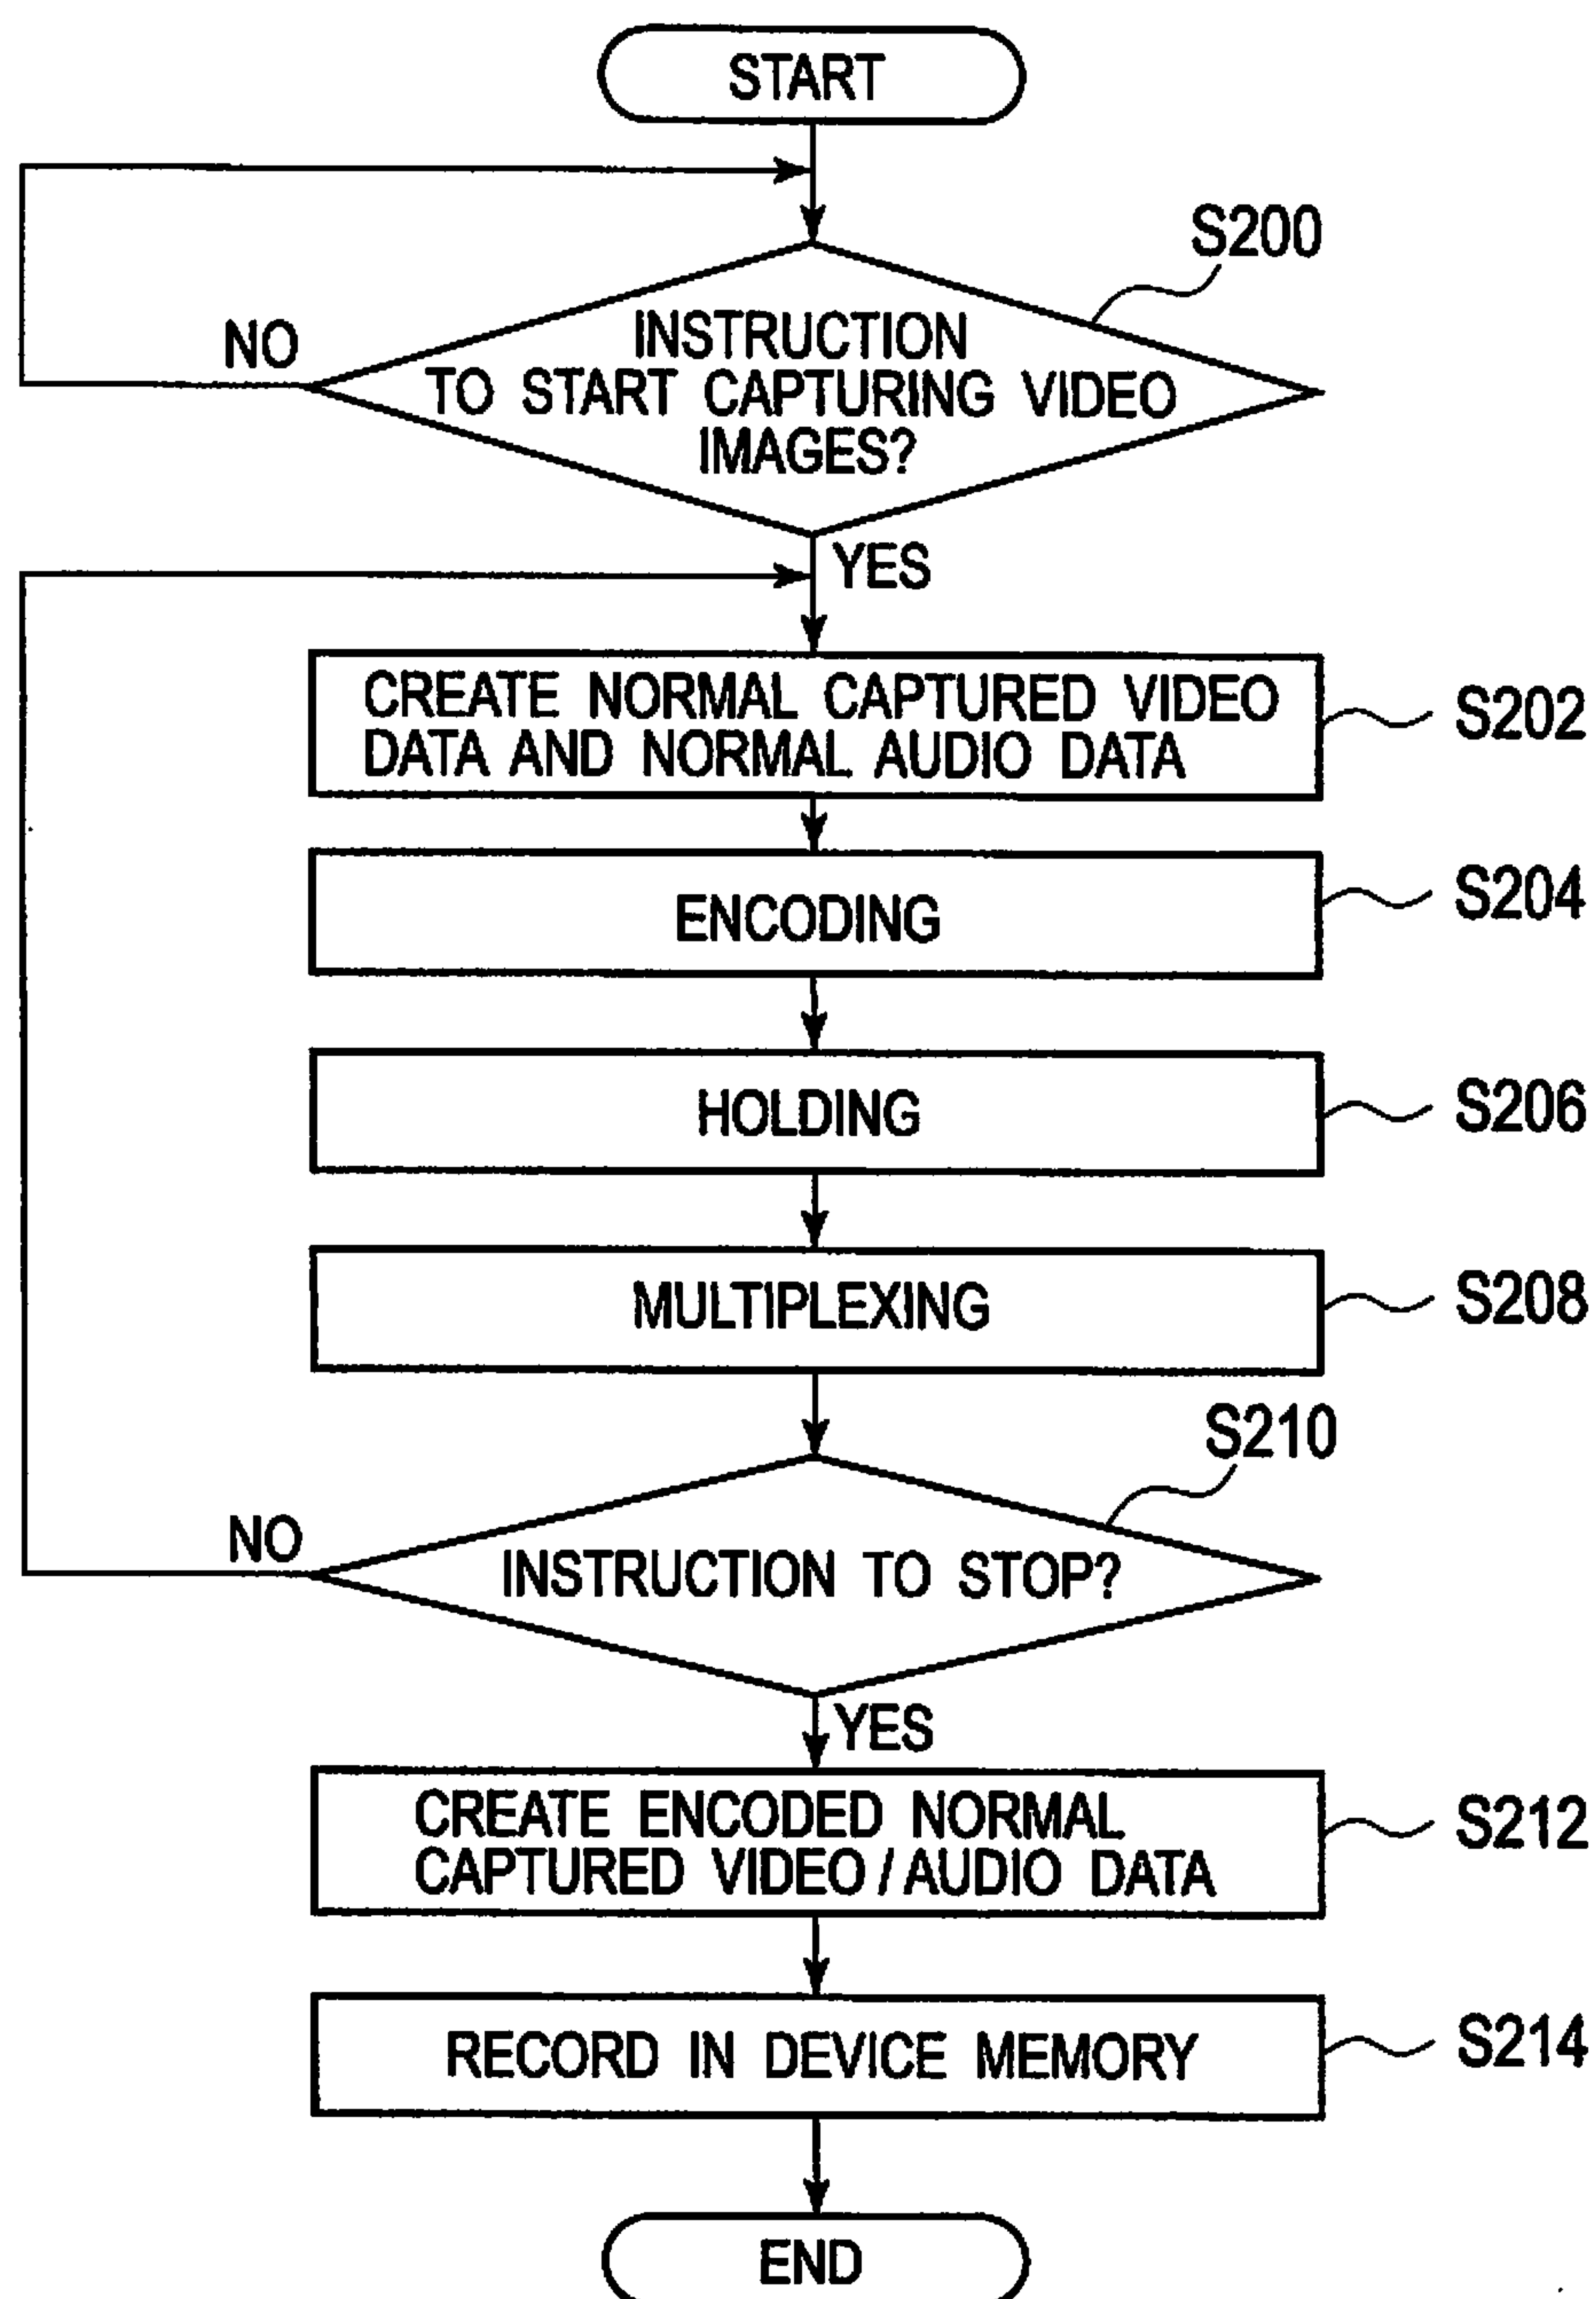 START
S200
INSTRUCTION
NO
TO START CAPTURING VIDEO
IMAGES?
YES
CREATE NORMAL CAPTURED VIDEO
DATA AND NORMAL AUDIO DATA
S202
ENCODING
S204
HOLDING
S206
MULTIPLEXING
S208
S210
NO
INSTRUCTION TO STOP?
YES
CREATE ENCODED NORMAL
CAPTURED VIDEO / AUDIO DATA
S212
RECORD IN DEVICE MEMORY
S214
END